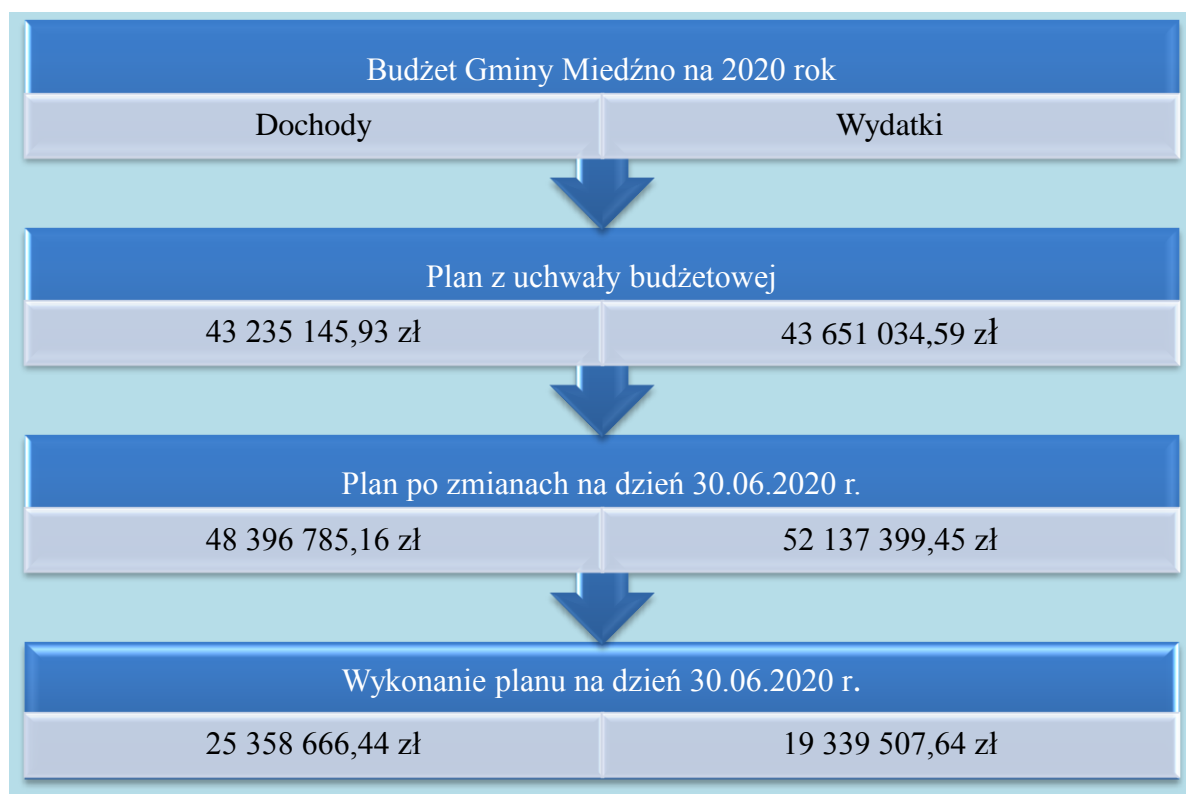 Budżet Gminy Miedźno na 2020 rok
Dochody
Wydatki
Plan z uchwały budżetowej
43 235 145,93 zł
43 651 034,59 zł
Plan po zmianach na dzień 30.06.2020 r.
48 396 785,16 zł
52 137 399,45 zł
Wykonanie planu na dzień 30.06.2020 r.
25 358 666,44 zł
19 339 507,64 zł